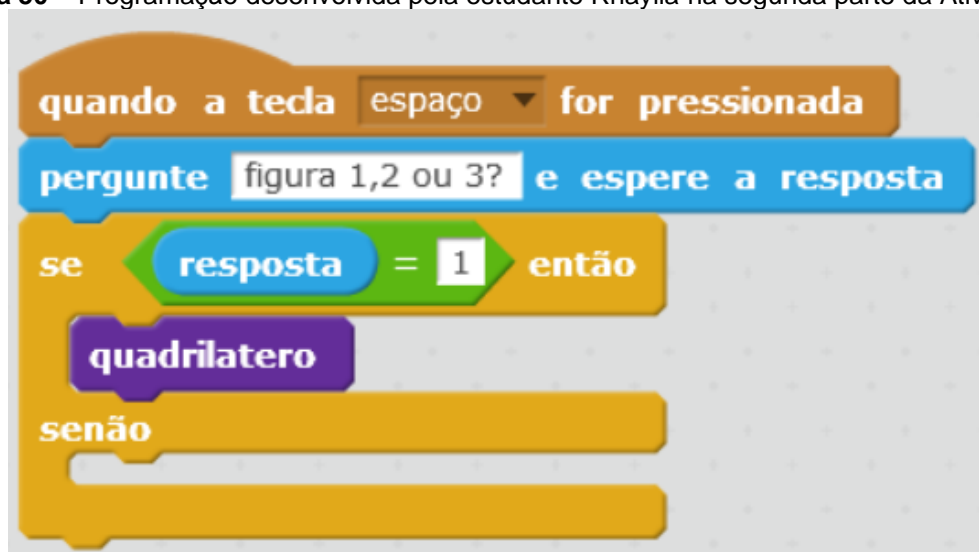 Programação desenvolvida pela estudante Khaylla na segunda parte da
quando a tecla espaço for pressionada
pergunte figura 1,2 ou 3? e espere a resposta
se resposta = 1 então
quadrilatero
senão